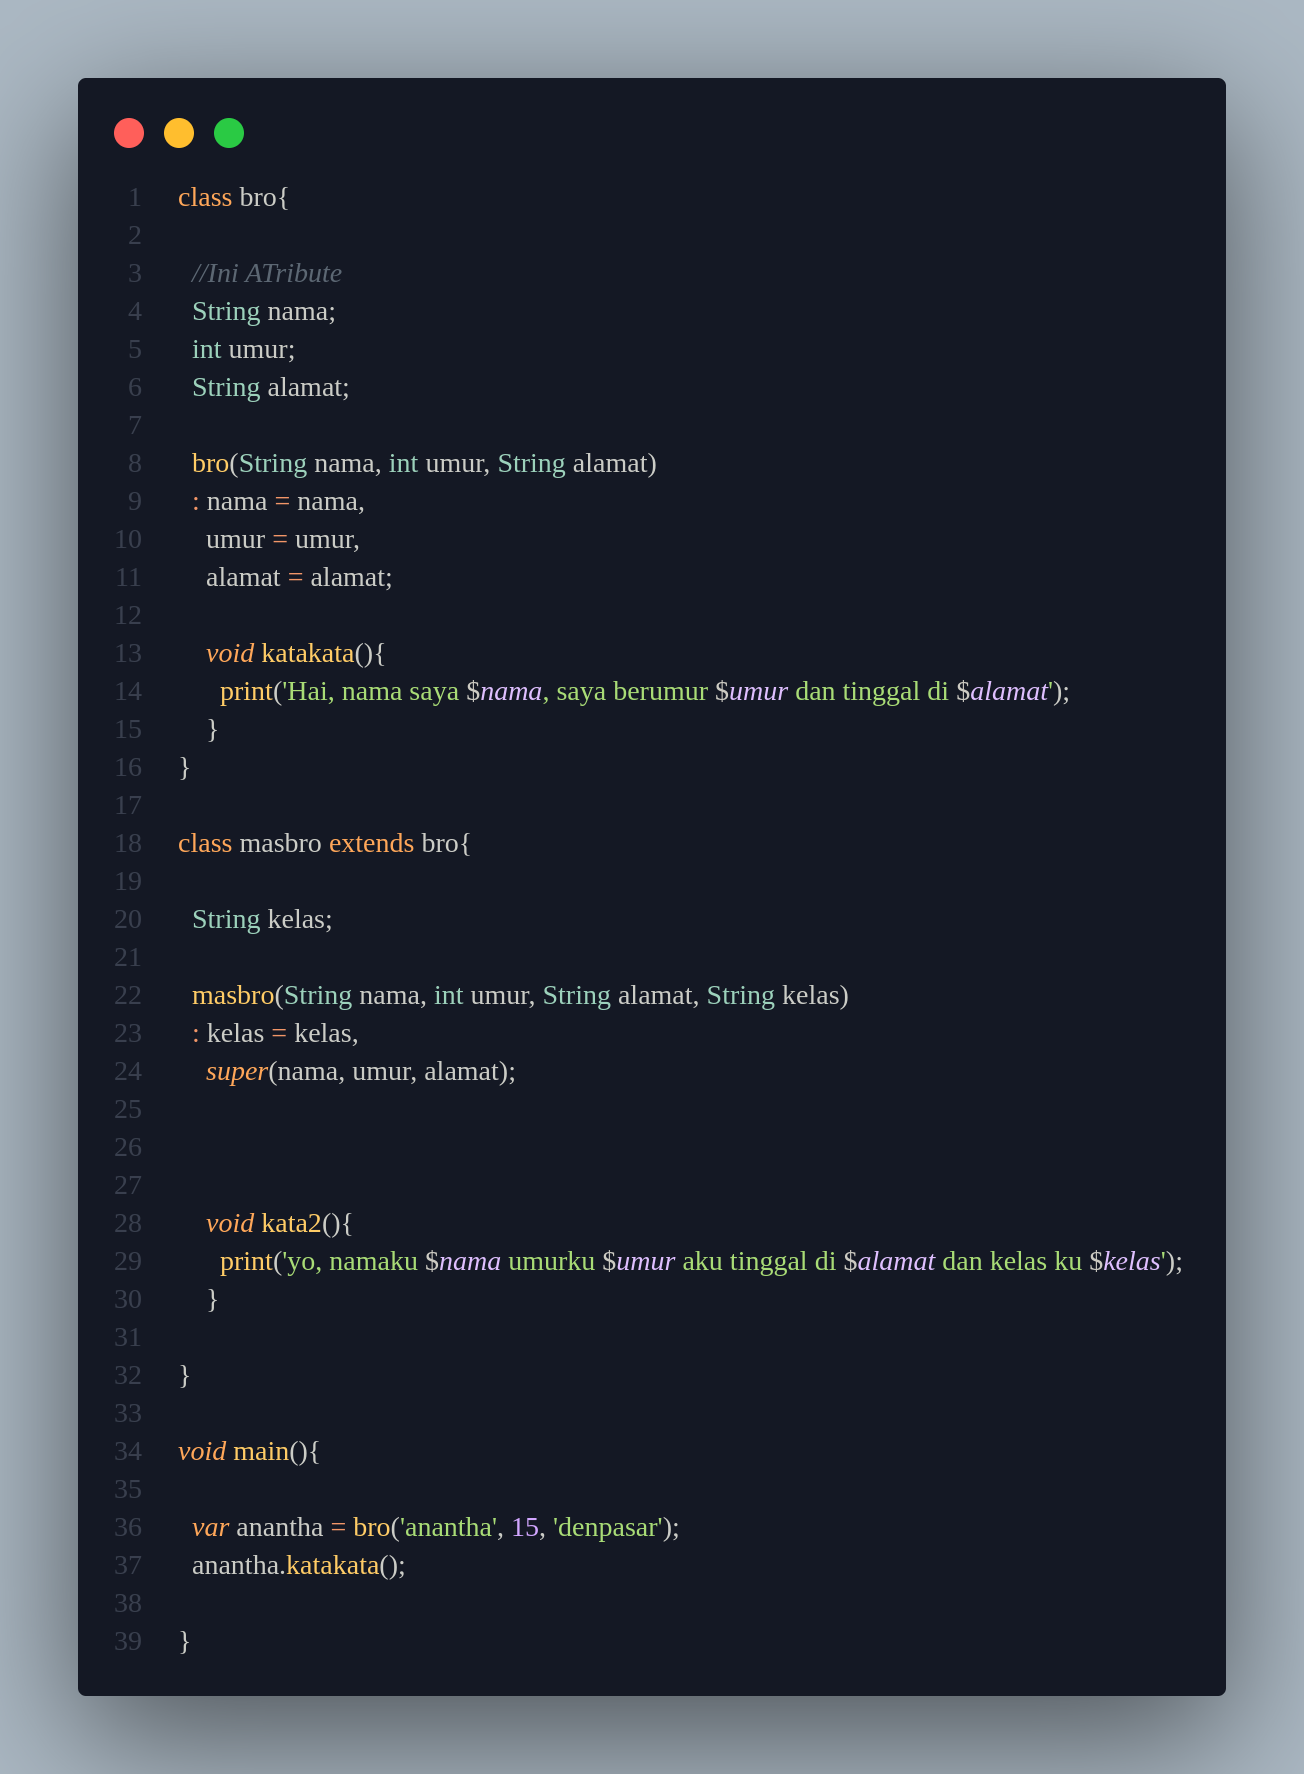 1 class bro{
2
3 //Ini ATribute
4 String nama;
5 int umur;
6 String alamat;
7
8 bro(String nama, int umur, String alamat)
9 : nama = nama,
10 umur = umur,
11 alamat = alamat;
12
13 void katakata(){
14 print('Hai, nama saya $nama, saya berumur $umur dan tinggal di $alamat');
15 }
16 }
17
18 class masbro extends bro{
19
20 String kelas;
21
22 masbro(String nama, int umur, String alamat, String kelas)
23 : kelas = kelas,
24 super(nama, umur, alamat);
25
26
27
28 void kata2(){
29 print('yo, namaku $nama umurku $umur aku tinggal di $alamat dan kelas ku $kelas');
30 }
31
32 }
33
34 void main(){
35
36 var anantha = bro('anantha', 15, 'denpasar');
37 anantha.katakata();
38
39 }